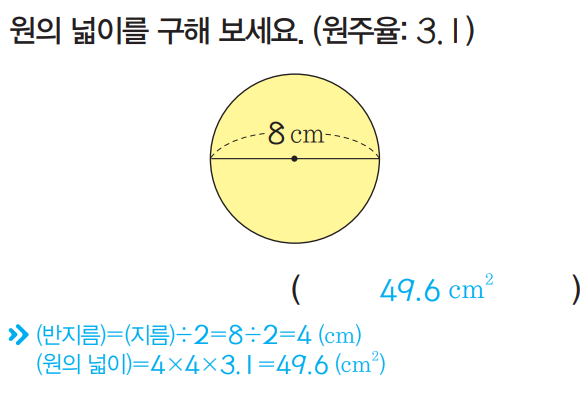 원의 넓이를 구해 보세요. (원주율: 3.1)
8 cm
( 49.6 cm² )
(반지름)=(지름)÷2=8÷2=4 (cm)
(원의 넓이)=4×4×3.1=49.6 (cm²)